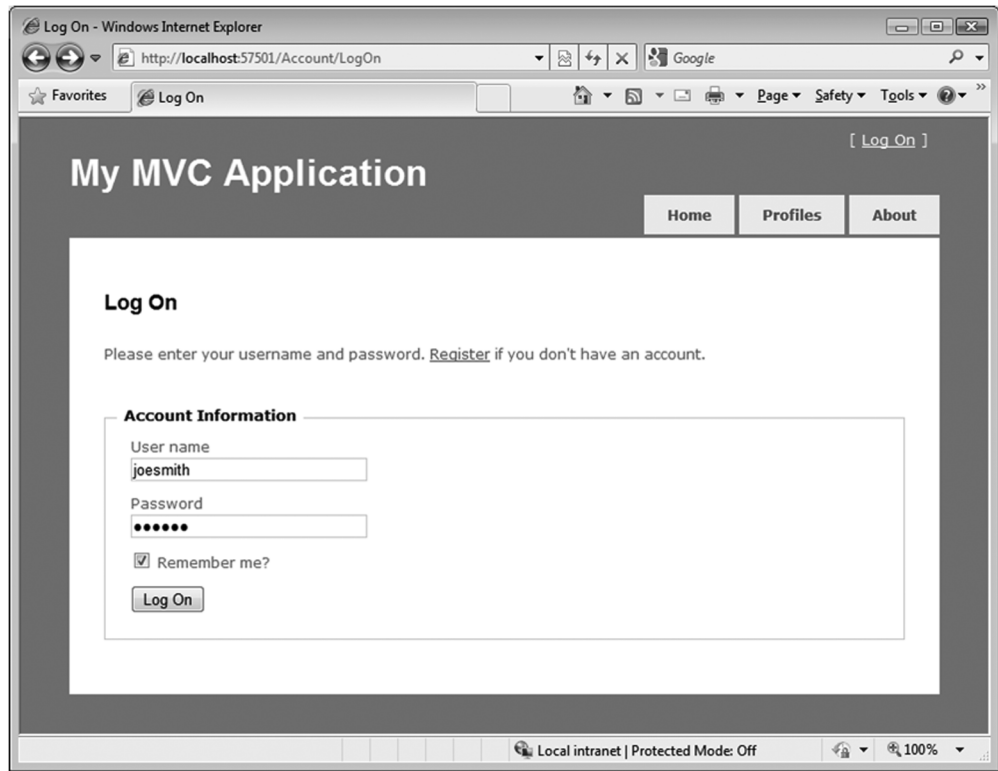 Log On - Windows Internet Explorer
http://localhost:57501/Account/LogOn
Google
Favorites
Log On
Page
Safety
Tools
[ Log On ]
My MVC Application
Home
Profiles
About
Log On
Please enter your username and password. Register if you don't have an account.
Account Information
User name
joesmith
Password
••••••
Remember me?
Log On
Local intranet | Protected Mode: Off
100%